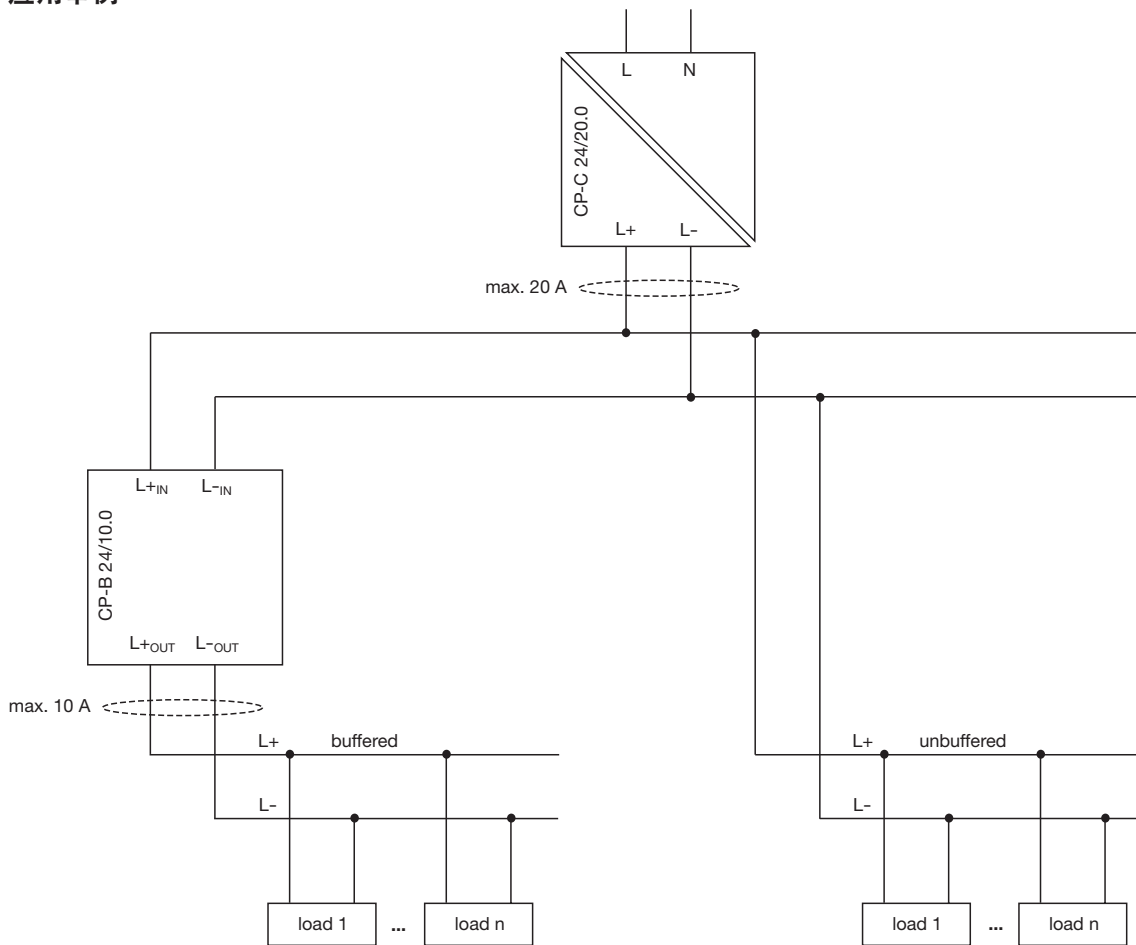 L N
CP-C 24/20.0
L+ L-
max. 20 A
L+IN L-IN
CP-B 24/10.0
L+OUT L-OUT
max. 10 A
L+ buffered
L+ unbuffered
L-
L-
load 1 ... load n
load 1 ... load n